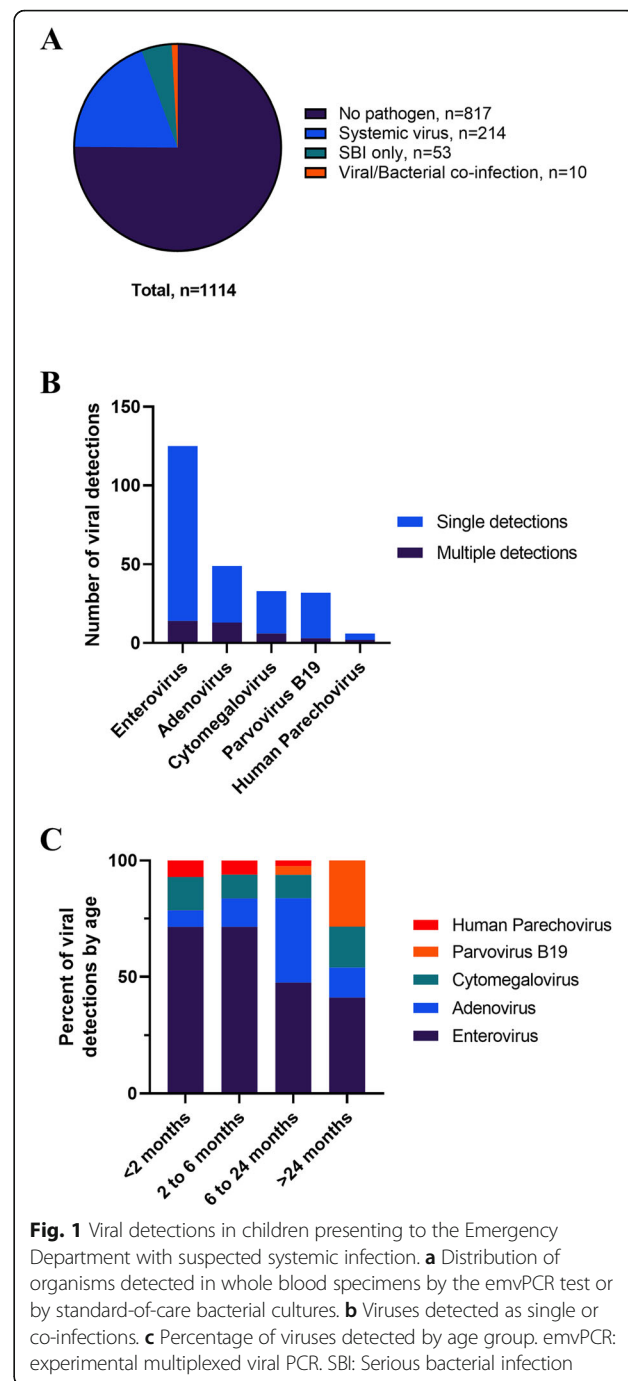 A
No pathogen, n=817
Systemic virus, n=214
SBI only, n=53
Viral/Bacterial co-infection, n=10
Total, n=1114
B
Number of viral detections
150
100
50
0
Single detections
Multiple detections
Enterovirus
Adenovirus
Cytomegalovirus
Parvovirus B19
Human Parechovirus
C
Percent of viral
detections by age
100
50
0
Human Parechovirus
Parvovirus B19
Cytomegalovirus
Adenovirus
Enterovirus
<2 months
2 to 6 months
6 to 24 months
>24 months
Fig. 1 Viral detections in children presenting to the Emergency
Department with suspected systemic infection. a Distribution of
organisms detected in whole blood specimens by the emvPCR test or
by standard-of-care bacterial cultures. b Viruses detected as single or
co-infections. c Percentage of viruses detected by age group. emvPCR:
experimental multiplexed viral PCR. SBI: Serious bacterial infection